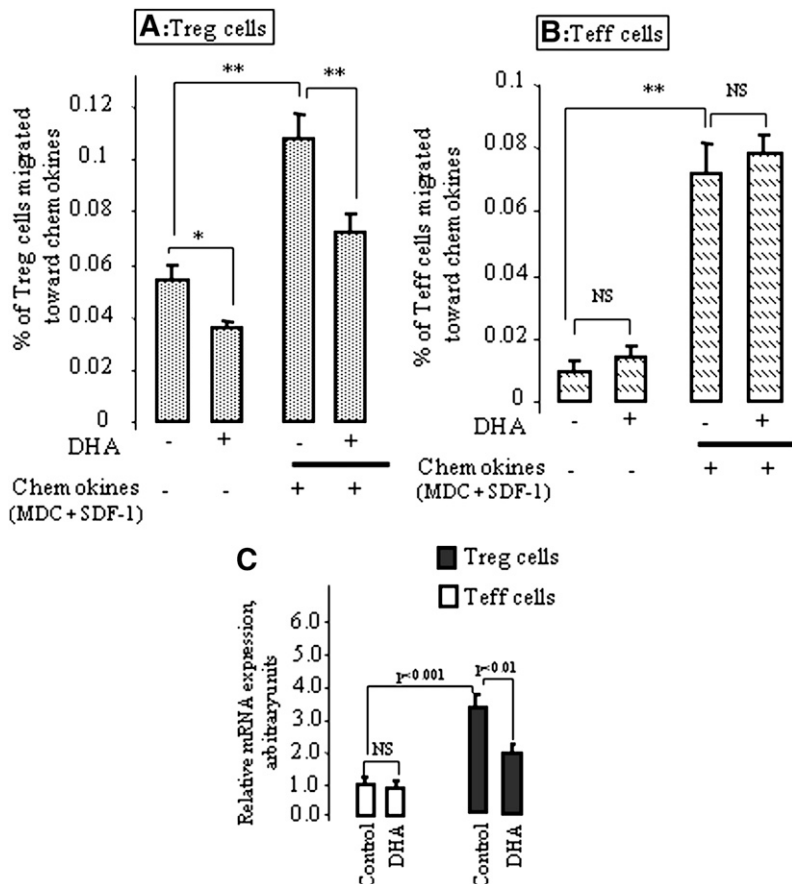 A:Treg cells
% of Treg cells migrated
toward chemokines
0.12
0.1
0.08
0.06
0.04
0.02
0
**
**
*
DHA - + - +
Chemokines - - + +
(MDC + SDF-1)
B:Teff cells
% of Teff cells migrated
toward chemokines
0.1
0.08
0.06
0.04
0.02
0
**
NS
NS
DHA - + - +
Chemokines - - + +
(MDC + SDF-1)
C
Treg cells
Teff cells
Relative mRNA expression,
arbitraryunits
6.0
5.0
4.0
3.0
2.0
1.0
0.0
P<0.001
P<0.01
NS
Control
DHA
Control
DHA